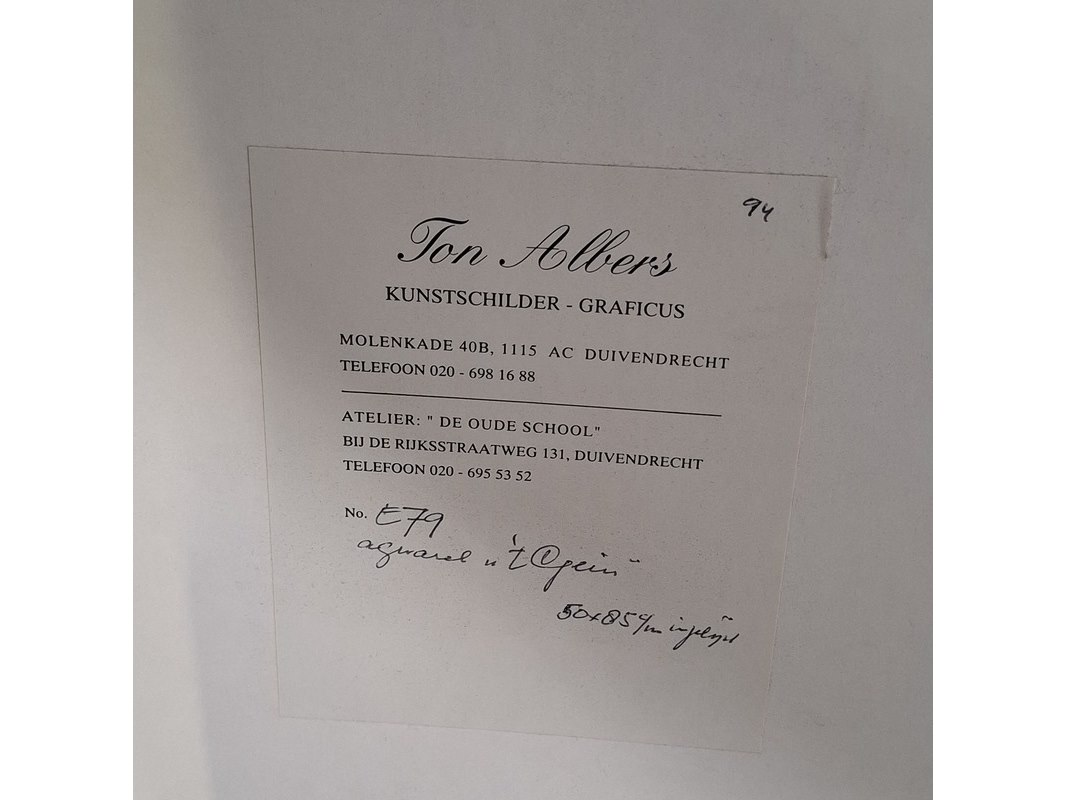 94
Ton Albers
KUNSTSCHILDER - GRAFICUS
MOLENKADE 40B, 1115 AC DUIVENDRECHT
TELEFOON 020 - 698 16 88
ATELIER: " DE OUDE SCHOOL"
BIJ DE RIJKSSTRAATWEG 131, DUIVENDRECHT
TELEFOON 020 - 695 53 52
No. E79
aquarel "'t Gein"
50x85 c/m ingelijst